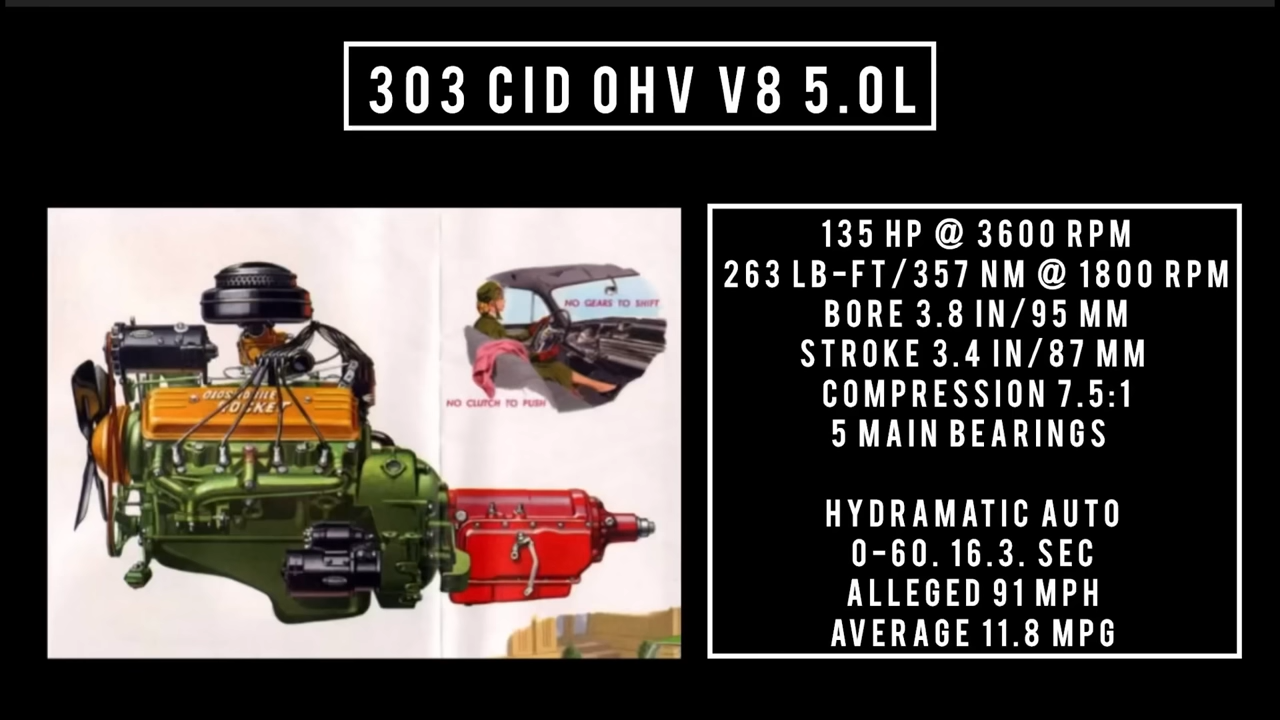 303 CID OHV V8 5.0L
OLDSMOBILE
ROCKET
NO GEARS TO SHIFT
NO CLUTCH TO PUSH
135 HP @ 3600 RPM
263 LB-FT/357 NM @ 1800 RPM
BORE 3.8 IN/95 MM
STROKE 3.4 IN/87 MM
COMPRESSION 7.5:1
5 MAIN BEARINGS
HYDRAMATIC AUTO
0-60. 16.3. SEC
ALLEGED 91 MPH
AVERAGE 11.8 MPG